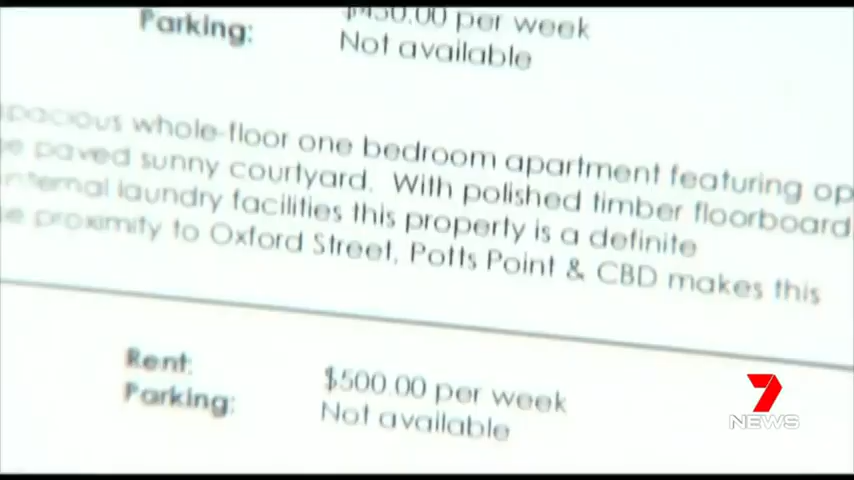 $450.00 per week
Parking: Not available
spacious whole-floor one bedroom apartment featuring op
paved sunny courtyard. With polished timber floorboard
internal laundry facilities this property is a definite
proximity to Oxford Street, Potts Point & CBD makes this
Rent: $500.00 per week
Parking: Not available
7
NEWS